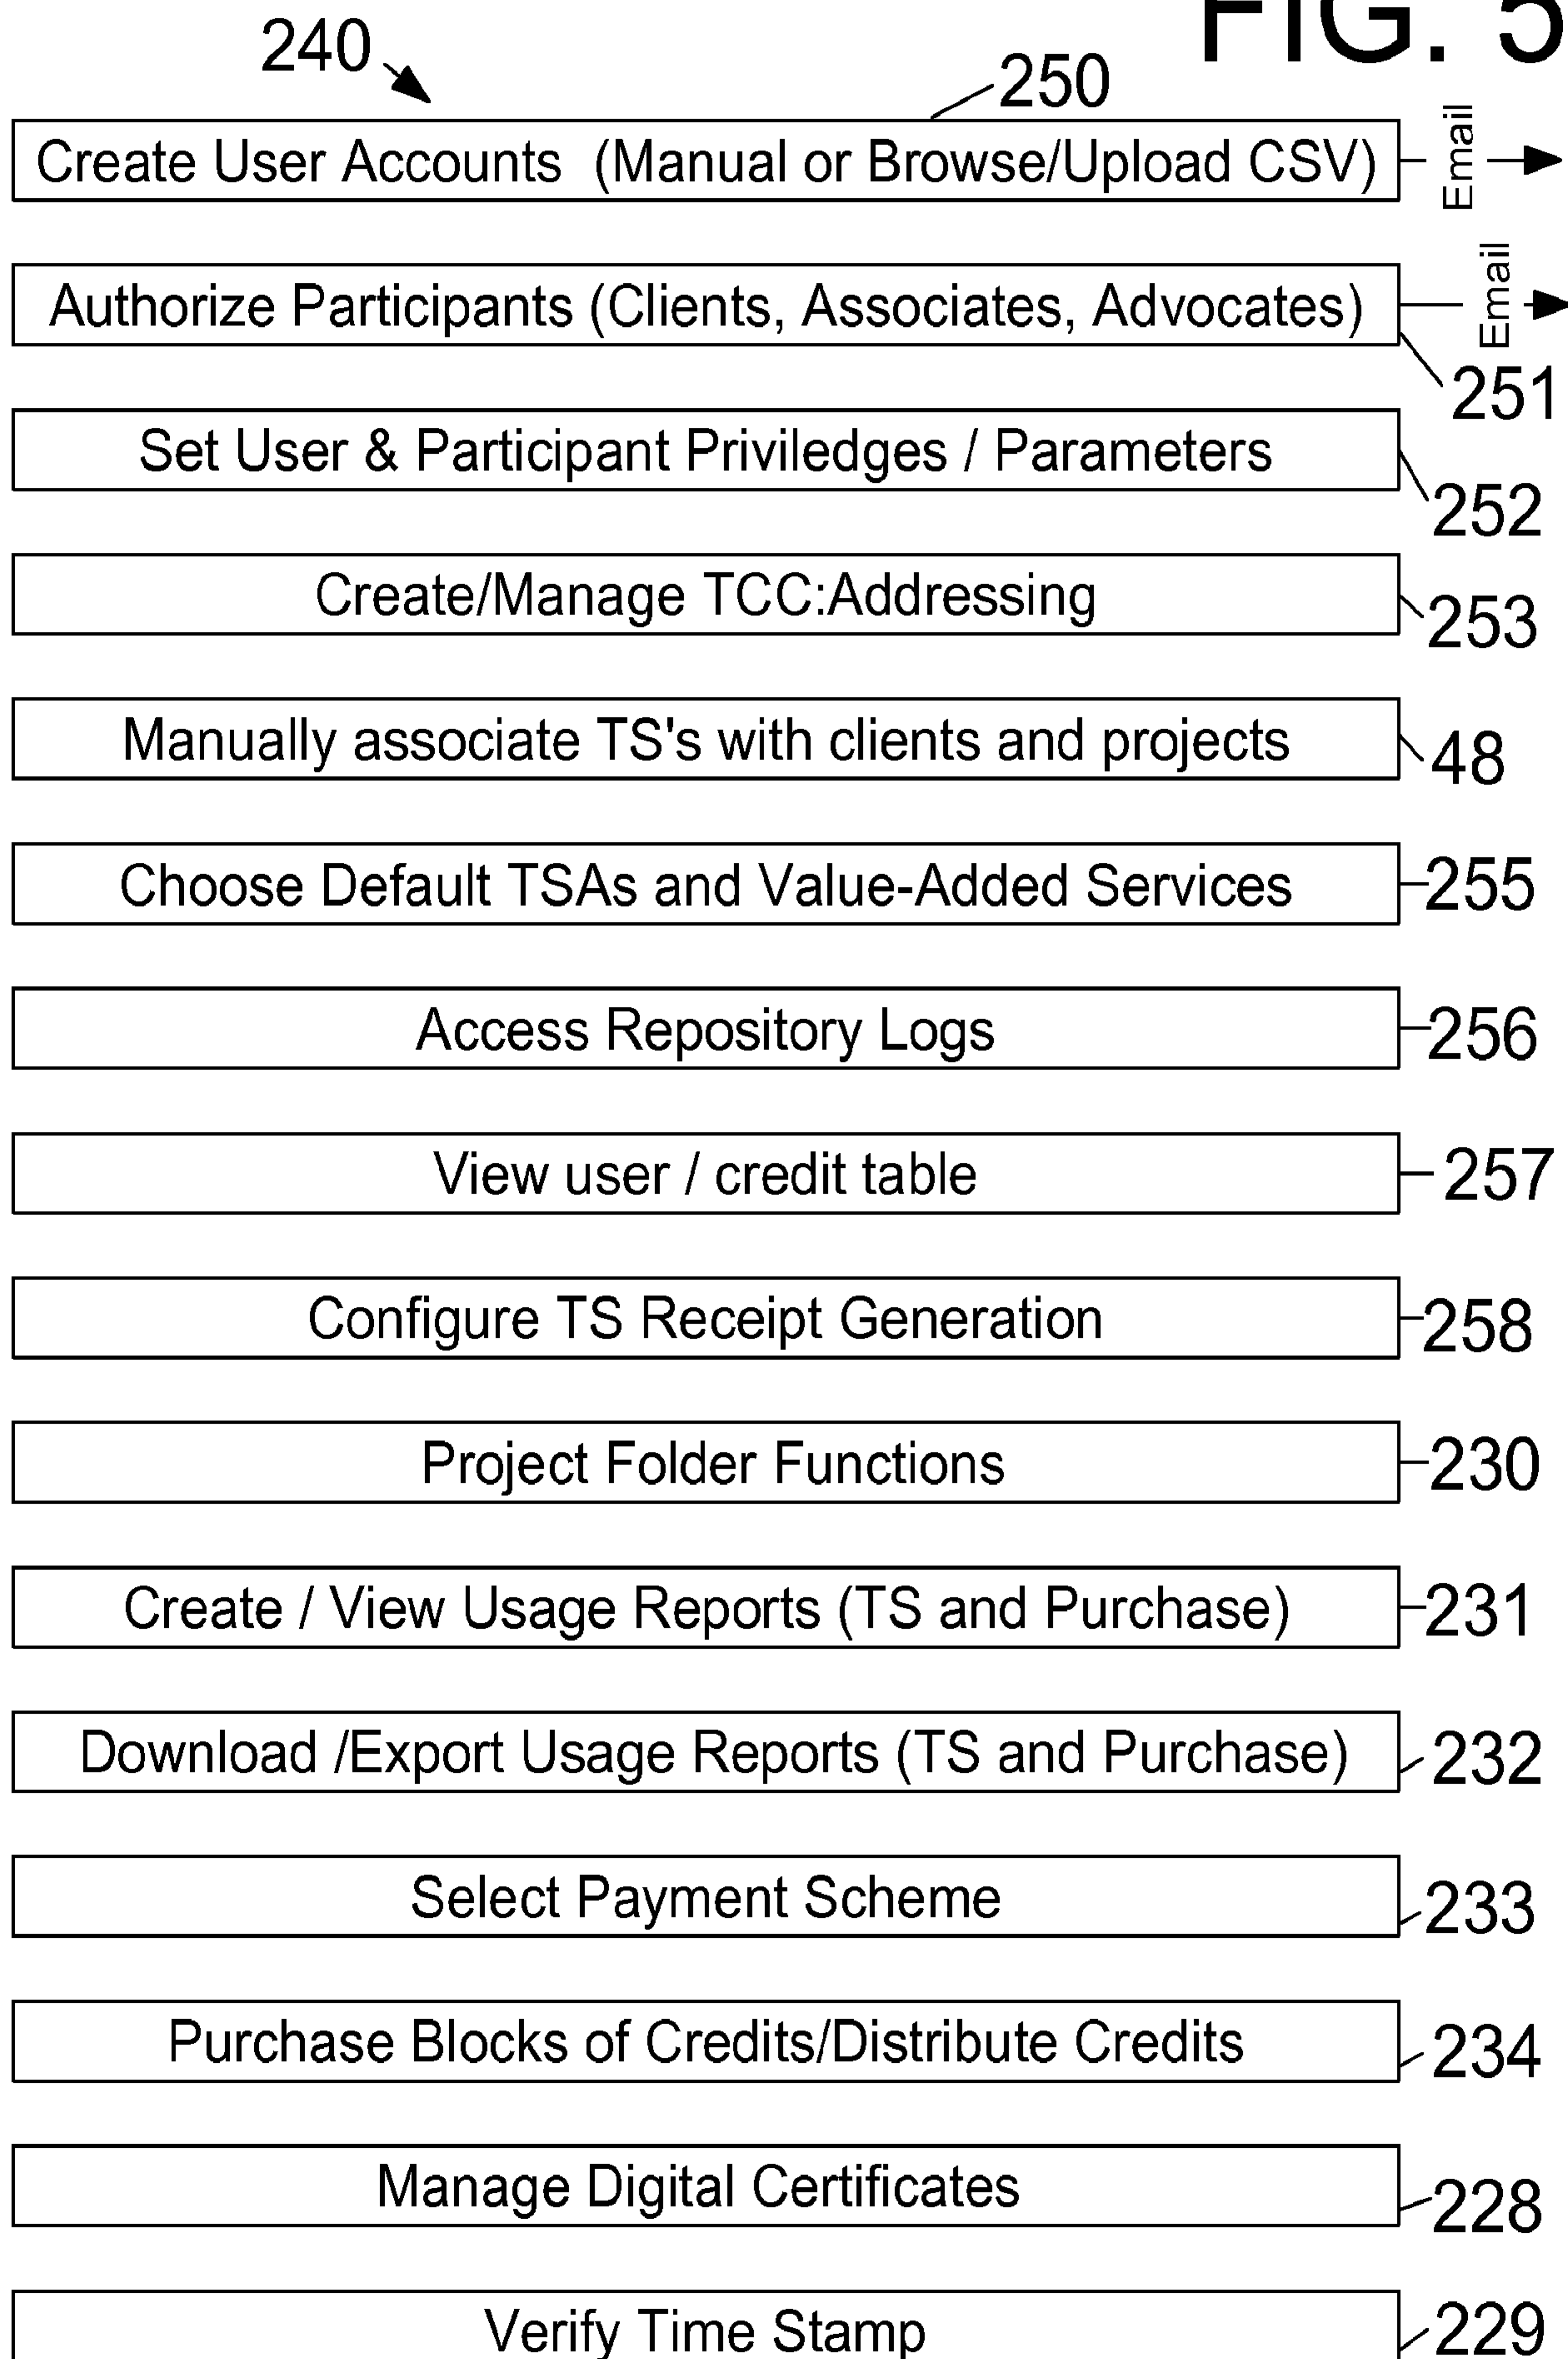 FIG. 5
240
250
Create User Accounts (Manual or Browse/Upload CSV)
Email
Authorize Participants (Clients, Associates, Advocates)
Email
251
Set User & Participant Priviledges / Parameters
252
Create/Manage TCC:Addressing
253
Manually associate TS's with clients and projects
48
Choose Default TSAs and Value-Added Services
255
Access Repository Logs
256
View user / credit table
257
Configure TS Receipt Generation
258
Project Folder Functions
230
Create / View Usage Reports (TS and Purchase)
231
Download /Export Usage Reports (TS and Purchase)
232
Select Payment Scheme
233
Purchase Blocks of Credits/Distribute Credits
234
Manage Digital Certificates
228
Verify Time Stamp
229